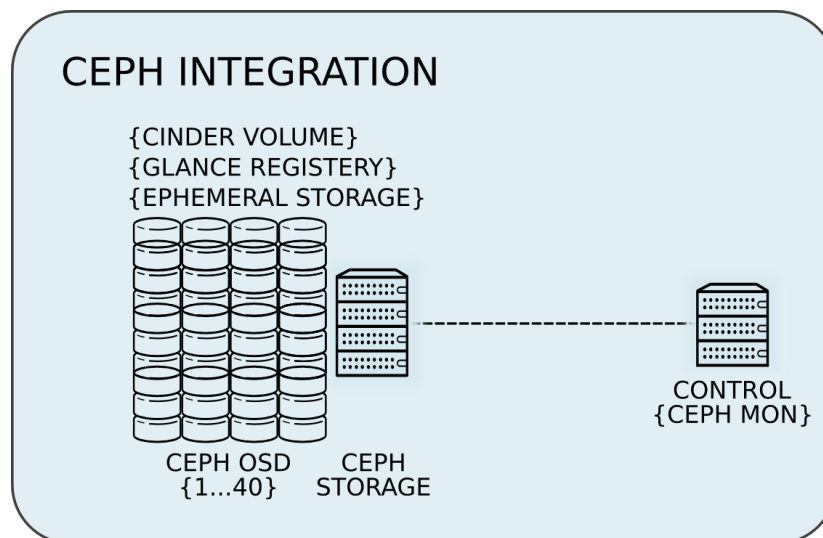 CEPH INTEGRATION
{CINDER VOLUME}
{GLANCE REGISTERY}
{EPHEMERAL STORAGE}
CEPH OSD
{1...40}
CEPH
STORAGE
CONTROL
{CEPH MON}